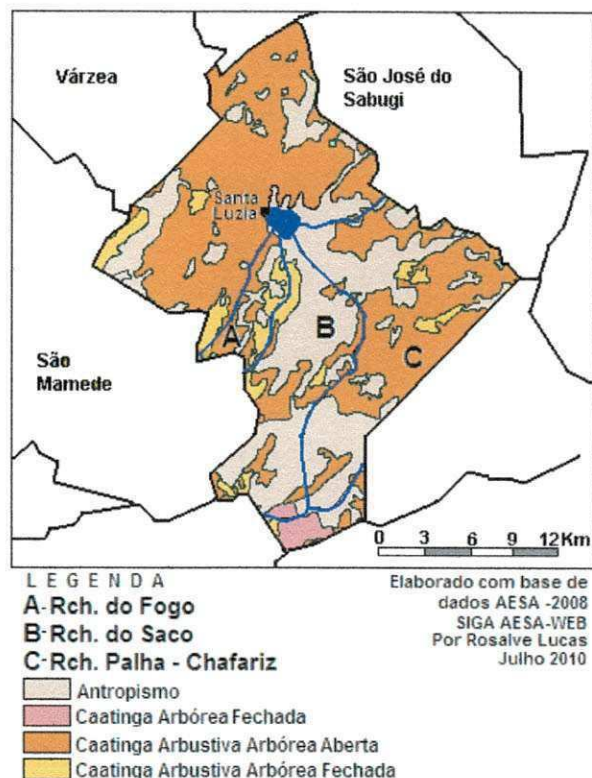 Várzea
São José do
Sabugi
Santa
Luzia
A
B
C
São
Mamede
0 3 6 9 12Km
LEGENDA
A-Rch. do Fogo
B-Rch. do Saco
C-Rch. Palha - Chafariz
Antropismo
Caatinga Arbórea Fechada
Caatinga Arbustiva Arbórea Aberta
Caatinga Arbustiva Arbórea Fechada
Elaborado com base de
dados AESA -2008
SIGA AESA-WEB
Por Rosalve Lucas
Julho 2010